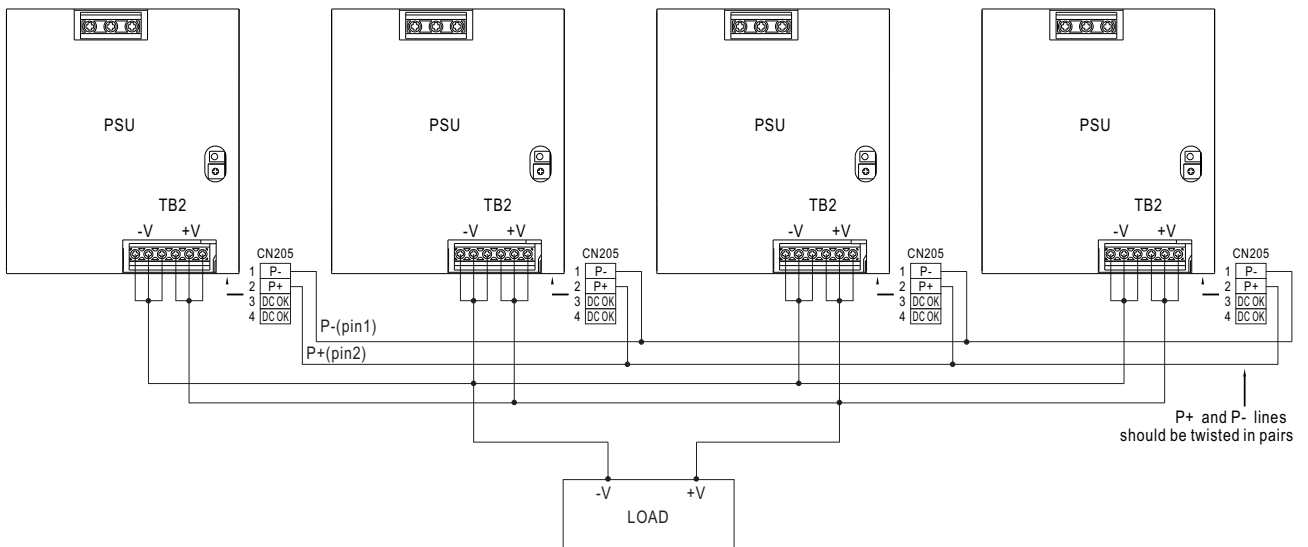 PSU PSU PSU PSU
TB2 TB2 TB2 TB2
-V +V -V +V -V +V -V +V
CN205 CN205 CN205 CN205
1 P- 1 P- 1 P- 1 P-
2 P+ 2 P+ 2 P+ 2 P+
3 DC OK 3 DC OK 3 DC OK 3 DC OK
4 DC OK 4 DC OK 4 DC OK 4 DC OK
P-(pin1)
P+(pin2)
P+ and P- lines
should be twisted in pairs
-V +V
LOAD